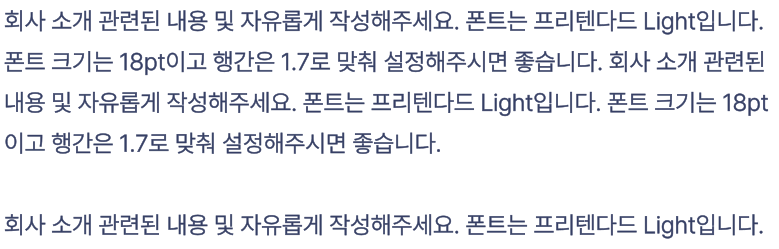 회사 소개 관련된 내용 및 자유롭게 작성해주세요. 폰트는 프리텐다드 Light입니다.
폰트 크기는 18pt이고 행간은 1.7로 맞춰 설정해주시면 좋습니다. 회사 소개 관련된
내용 및 자유롭게 작성해주세요. 폰트는 프리텐다드 Light입니다. 폰트 크기는 18pt
이고 행간은 1.7로 맞춰 설정해주시면 좋습니다.
회사 소개 관련된 내용 및 자유롭게 작성해주세요. 폰트는 프리텐다드 Light입니다.